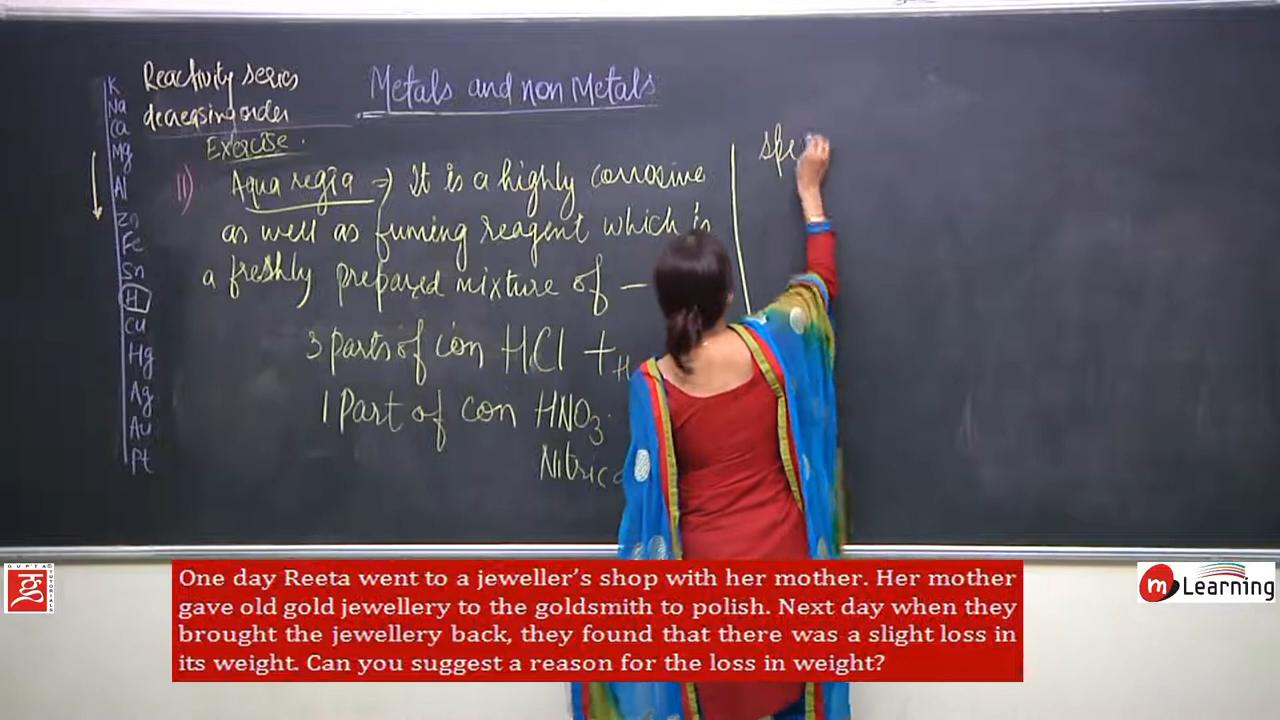 Reactivity series
decreasing order
Metals and non Metals
K
Na
Ca
Mg
Al
Zn
Fe
Sn
H
Cu
Hg
Ag
Au
Pt
Exercise.
11) Aqua regia → It is a highly corrosive
as well as fuming reagent which is
a freshly prepared mixture of —
3 parts of con HCl +
1 Part of con HNO3.
Nitric
spe
GUPTA
TUTORIALS
One day Reeta went to a jeweller's shop with her mother. Her mother
gave old gold jewellery to the goldsmith to polish. Next day when they
brought the jewellery back, they found that there was a slight loss in
its weight. Can you suggest a reason for the loss in weight?
m Learning